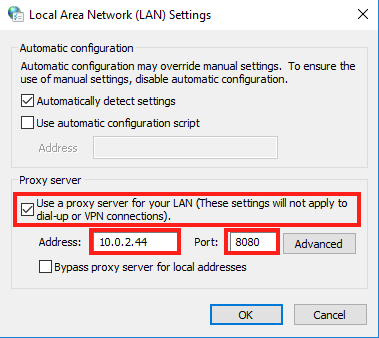 Local Area Network (LAN) Settings
Automatic configuration
Automatic configuration may override manual settings. To ensure the
use of manual settings, disable automatic configuration.
Automatically detect settings
Use automatic configuration script
Address
Proxy server
Use a proxy server for your LAN (These settings will not apply to
dial-up or VPN connections).
Address: 10.0.2.44 Port: 8080 Advanced
Bypass proxy server for local addresses
OK Cancel